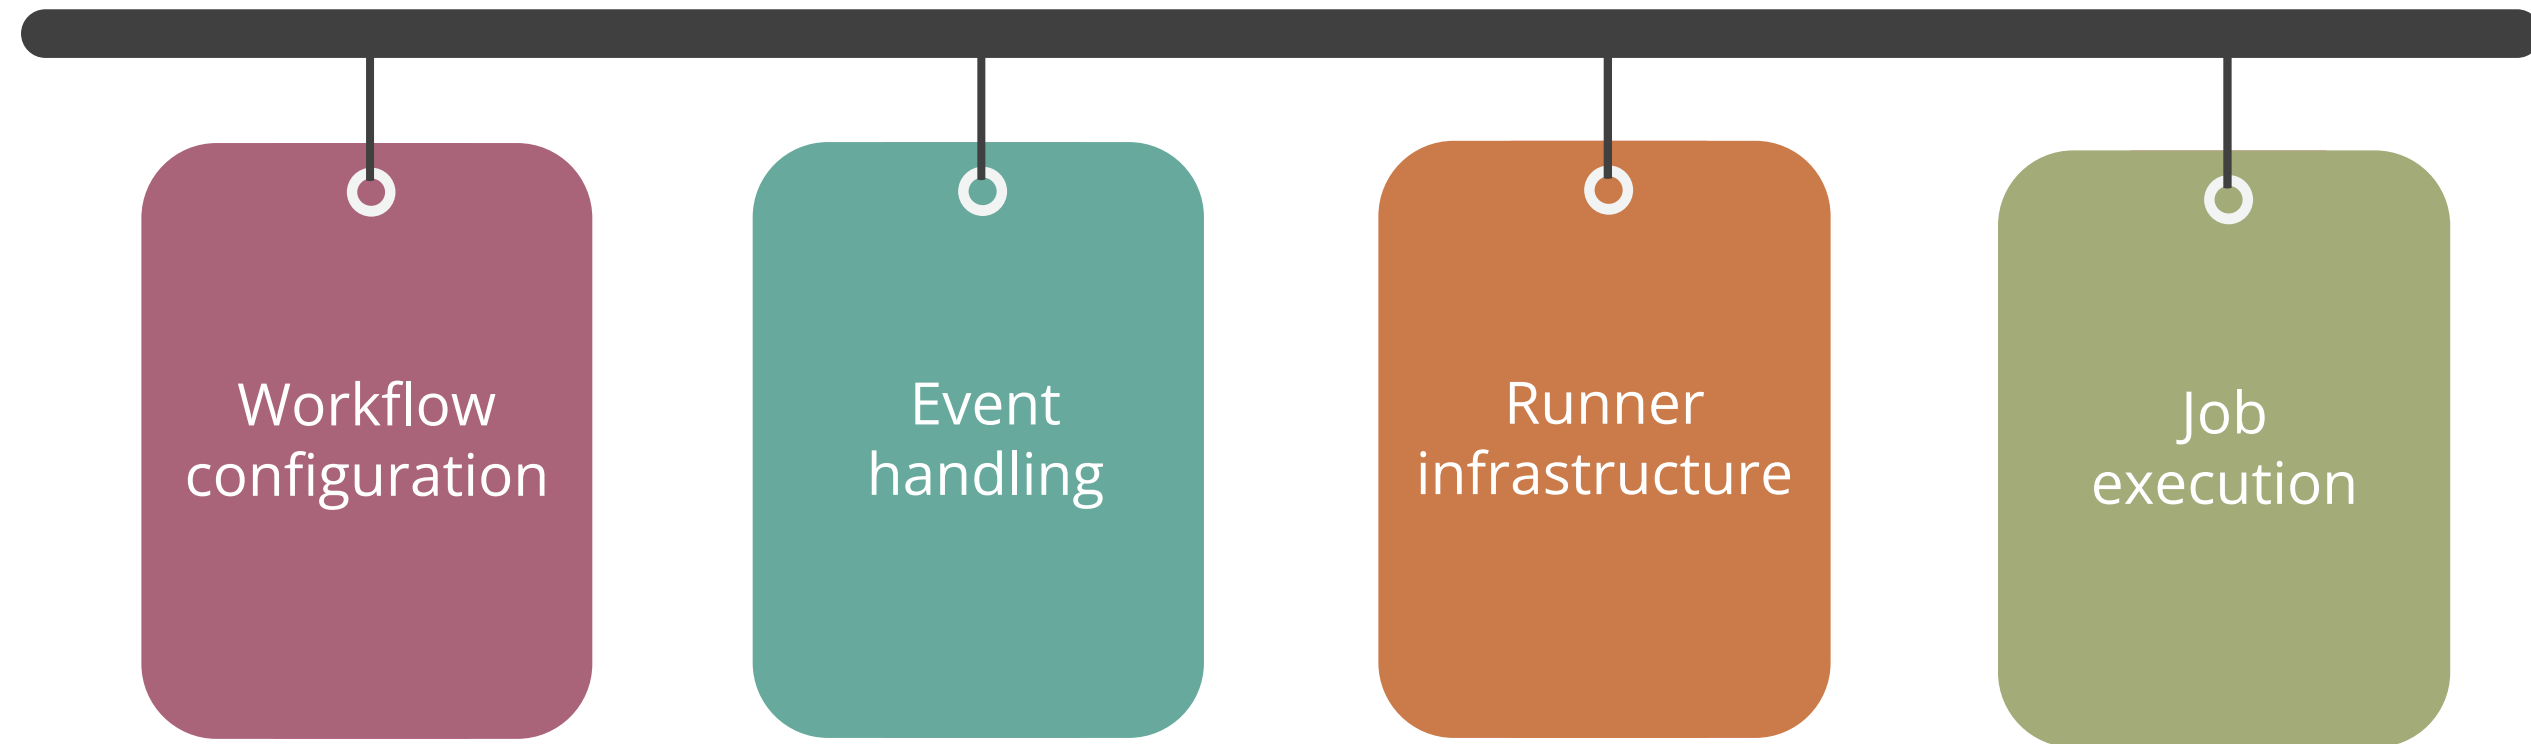 Workflow
configuration
Event
handling
Runner
infrastructure
Job
execution